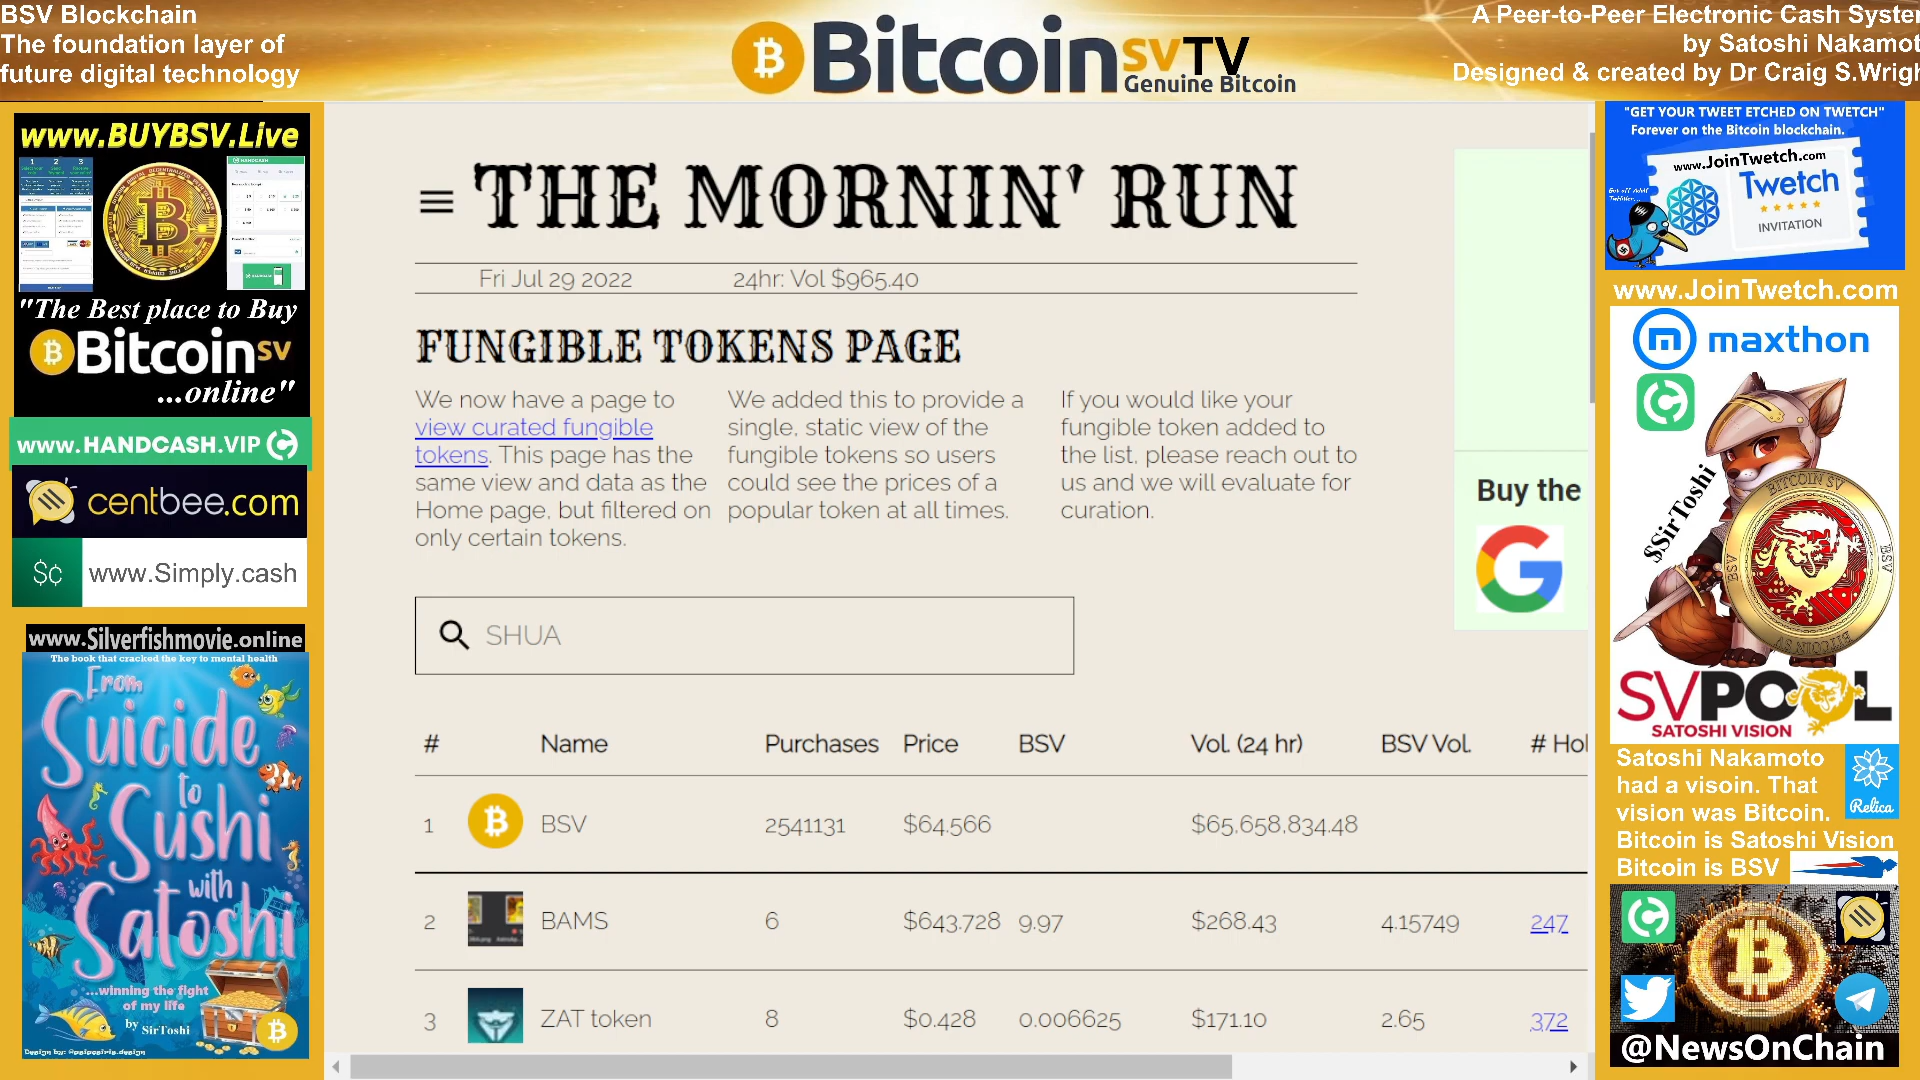 BSV Blockchain
The foundation layer of
future digital technology
Bitcoin SV TV
Genuine Bitcoin
A Peer-to-Peer Electronic Cash System
by Satoshi Nakamot
Designed & created by Dr Craig S.Wrigh
www.BUYBSV.Live
"The Best place to Buy
Bitcoin SV
...online"
www.HANDCASH.VIP
centbee.com
$c www.Simply.cash
www.Silverfishmovie.online
The book that cracked the key to mental health
From
Suicide
to
Sushi
with
Satoshi
...winning the fight
of my life
by SirToshi
THE MORNIN' RUN
Fri Jul 29 2022 24hr: Vol $965.40
FUNGIBLE TOKENS PAGE
We now have a page to
view curated fungible
tokens. This page has the
same view and data as the
Home page, but filtered on
only certain tokens.
We added this to provide a
single, static view of the
fungible tokens so users
could see the prices of a
popular token at all times.
If you would like your
fungible token added to
the list, please reach out to
us and we will evaluate for
curation.
Buy the
SHUA
# Name Purchases Price BSV Vol. (24 hr) BSV Vol. # Hol
1 BSV 2541131 $64.566 $65,658,834.48
2 BAMS 6 $643.728 9.97 $268.43 4.15749 247
3 ZAT token 8 $0.428 0.006625 $171.10 2.65 372
"GET YOUR TWEET ETCHED ON TWETCH"
Forever on the Bitcoin blockchain.
www.JoinTwetch.com
Twetch
INVITATION
www.JoinTwetch.com
maxthon
$SirToshi
BITCOIN SV
BSV
BSV
BITCOIN SV
SVPOOL
SATOSHI VISION
Satoshi Nakamoto
had a visoin. That
vision was Bitcoin.
Bitcoin is Satoshi Vision
Bitcoin is BSV
Relica
@NewsOnChain